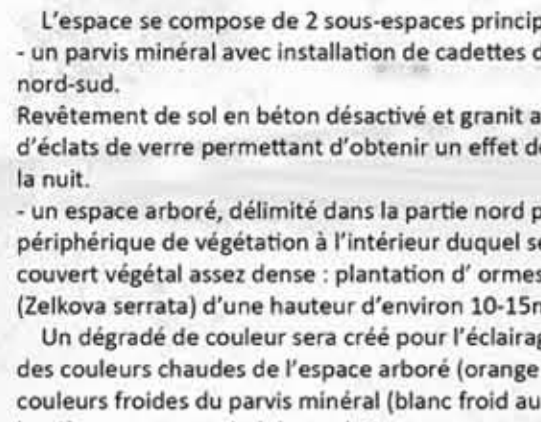 L'espace se compose de 2 sous-espaces princip
- un parvis minéral avec installation de cadettes d
nord-sud.
Revêtement de sol en béton désactivé et granit a
d'éclats de verre permettant d'obtenir un effet de
la nuit.
- un espace arboré, délimité dans la partie nord p
périphérique de végétation à l'intérieur duquel se
couvert végétal assez dense : plantation d' ormes
(Zelkova serrata) d'une hauteur d'environ 10-15m
Un dégradé de couleur sera créé pour l'éclairag
des couleurs chaudes de l'espace arboré (orange
couleurs froides du parvis minéral (blanc froid au